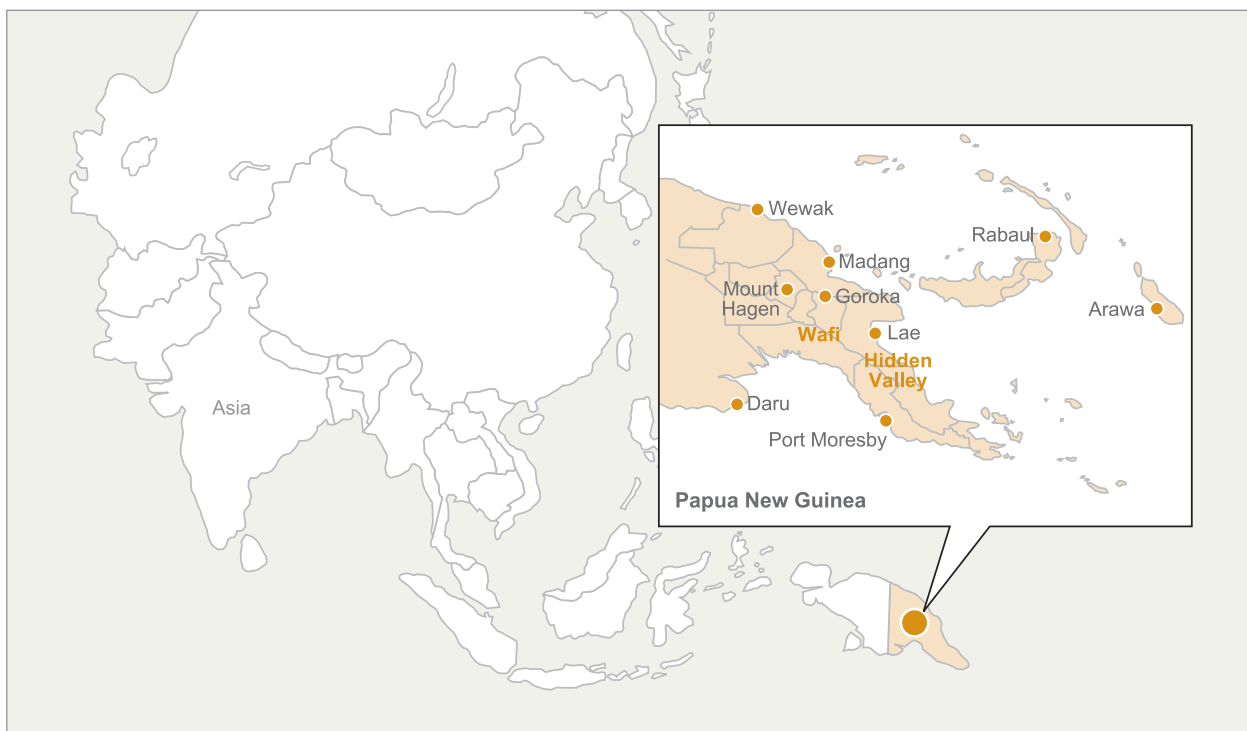 Asia
Wewak
Rabaul
Madang
Mount
Hagen
Goroka
Arawa
Wafi
Lae
Hidden
Valley
Daru
Port Moresby
Papua New Guinea